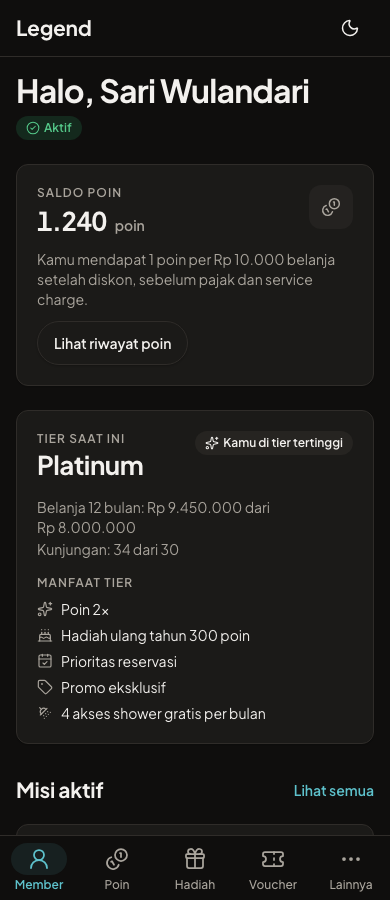 Legend
Halo, Sari Wulandari
Aktif
SALDO POIN
1.240 poin
Kamu mendapat 1 poin per Rp 10.000 belanja
setelah diskon, sebelum pajak dan service
charge.
Lihat riwayat poin
TIER SAAT INI
Kamu di tier tertinggi
Platinum
Belanja 12 bulan: Rp 9.450.000 dari
Rp 8.000.000
Kunjungan: 34 dari 30
MANFAAT TIER
Poin 2×
Hadiah ulang tahun 300 poin
Prioritas reservasi
Promo eksklusif
4 akses shower gratis per bulan
Misi aktif
Lihat semua
Member
Poin
Hadiah
Voucher
Lainnya